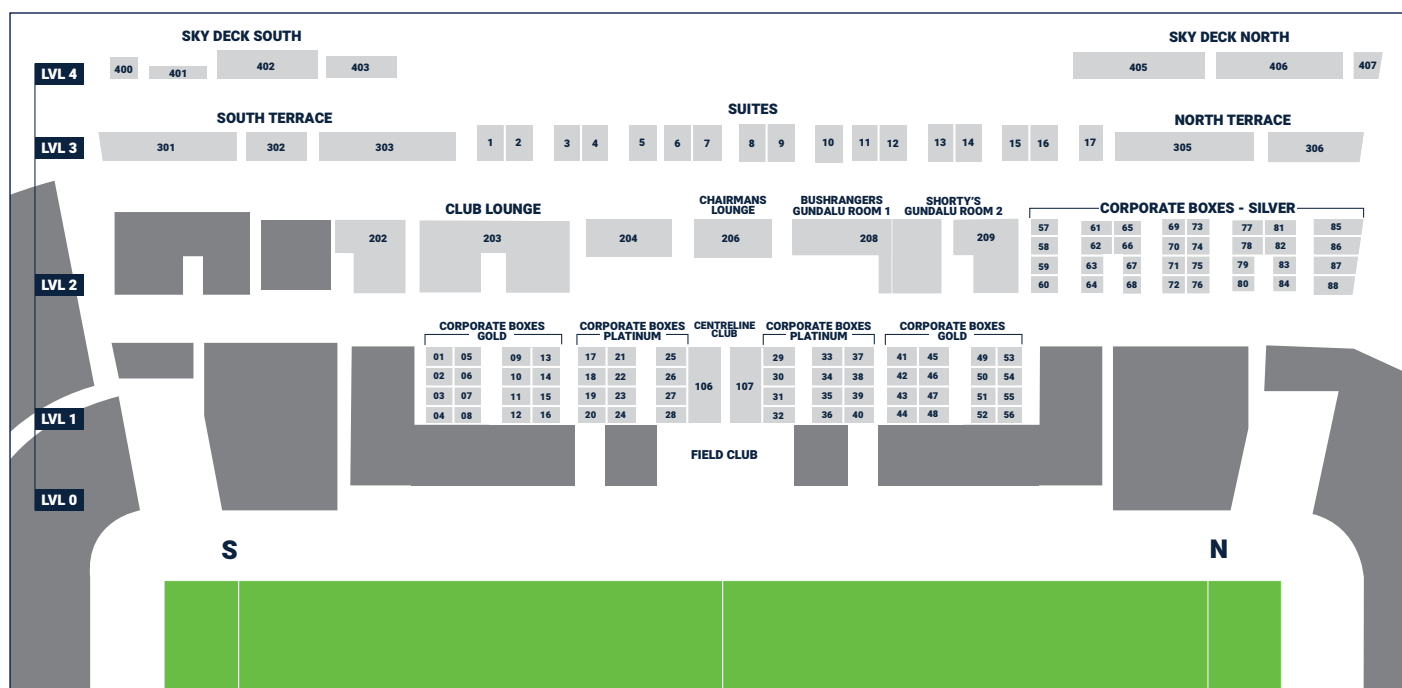 SKY DECK SOUTH
SKY DECK NORTH
LVL 4
400 401 402 403 405 406 407
SOUTH TERRACE
SUITES
NORTH TERRACE
LVL 3
301 302 303 1 2 3 4 5 6 7 8 9 10 11 12 13 14 15 16 17 305 306
CLUB LOUNGE
CHAIRMANS
LOUNGE
BUSHRANGERS
GUNDALU ROOM 1
SHORTY'S
GUNDALU ROOM 2
CORPORATE BOXES - SILVER
LVL 2
202 203 204 206 208 209
57 61 65 69 73 77 81 85
58 62 66 70 74 78 82 86
59 63 67 71 75 79 83 87
60 64 68 72 76 80 84 88
CORPORATE BOXES
GOLD
CORPORATE BOXES
PLATINUM
CENTRELINE
CLUB
CORPORATE BOXES
PLATINUM
CORPORATE BOXES
GOLD
LVL 1
01 05 09 13 17 21 25 29 33 37 41 45 49 53
02 06 10 14 18 22 26 106 107 30 34 38 42 46 50 54
03 07 11 15 19 23 27 31 35 39 43 47 51 55
04 08 12 16 20 24 28 32 36 40 44 48 52 56
FIELD CLUB
LVL 0
S
N